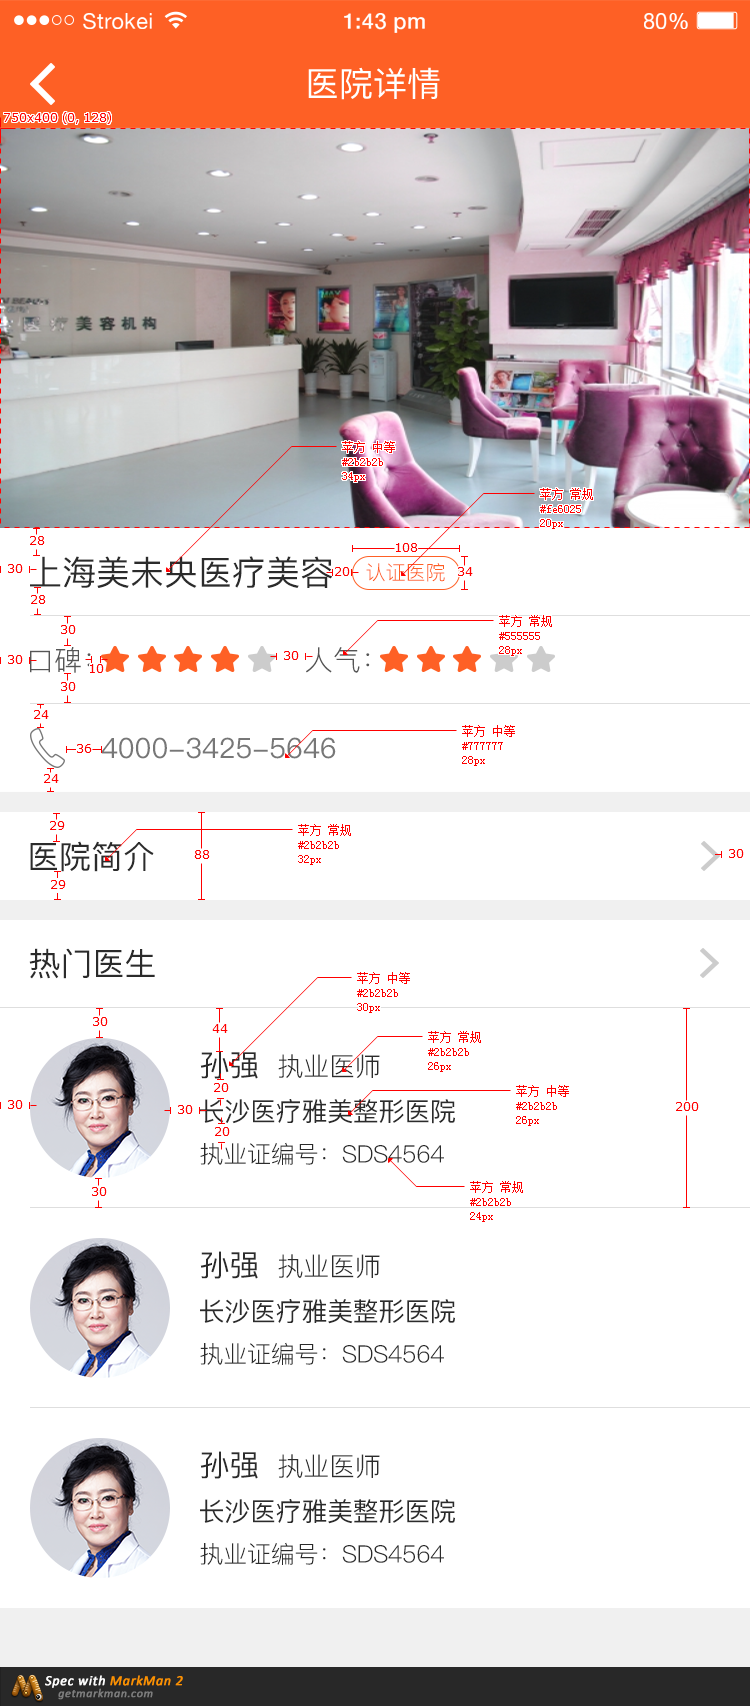 Strokei 1:43 pm 80%
医院详情
750x400 (0, 128)
美容机构
苹方 中等
#2b2b2b
34px
苹方 常规
#fe6025
20px
28
30 上海美未央医疗美容 20 认证医院 108 34
28
30
苹方 常规
#555555
28px
30 口碑: 10 30 人气:
30
24
苹方 中等
#777777
28px
36 4000-3425-5646
24
29
苹方 常规
#2b2b2b
32px
医院简介 88 30
29
热门医生
苹方 中等
#2b2b2b
30px
30 44
苹方 常规
#2b2b2b
26px
孙强 执业医师
20
苹方 中等
#2b2b2b
26px
30 30 长沙医疗雅美整形医院 200
20
执业证编号：SDS4564
苹方 常规
#2b2b2b
24px
30
孙强 执业医师
长沙医疗雅美整形医院
执业证编号：SDS4564
孙强 执业医师
长沙医疗雅美整形医院
执业证编号：SDS4564
Spec with MarkMan 2
getmarkman.com